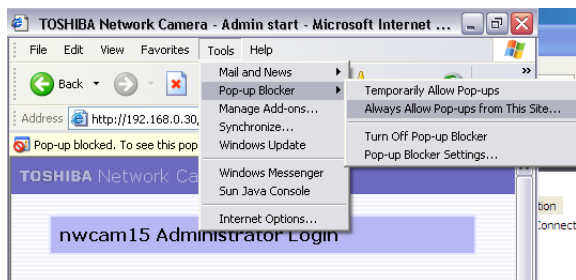 TOSHIBA Network Camera - Admin start - Microsoft Internet ...
File Edit View Favorites Tools Help
Back
Mail and News
Pop-up Blocker
Manage Add-ons...
Synchronize...
Windows Update
Windows Messenger
Sun Java Console
Internet Options...
Temporarily Allow Pop-ups
Always Allow Pop-ups from This Site...
Turn Off Pop-up Blocker
Pop-up Blocker Settings...
Address http://192.168.0.30,
Pop-up blocked. To see this pop
TOSHIBA Network Ca
nwcam15 Administrator Login
tion
Connect